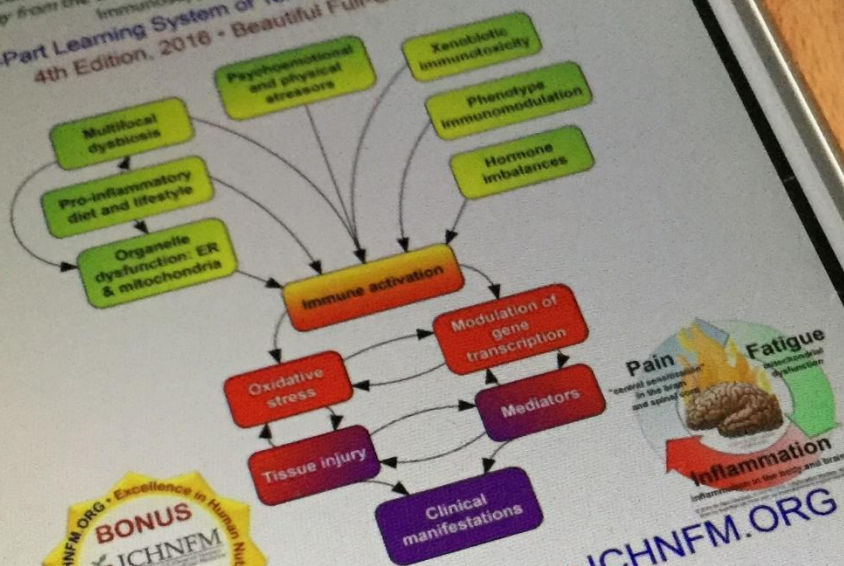 from the
-Part Learning System of
4th Edition, 2016 • Beautiful Full-
Psychoemotional
and physical
stressors
Xenobiotic
immunotoxicity
Multifocal
dysbiosis
Phenotype
immunomodulation
Pro-inflammatory
diet and lifestyle
Hormone
imbalances
Organelle
dysfunction: ER
& mitochondria
Immune activation
Modulation of
gene
transcription
Oxidative
stress
Mediators
Tissue injury
Clinical
manifestations
Pain
"central sensitization"
in the brain
and spinal cord
Fatigue
mitochondrial
dysfunction
Inflammation
inflammation in the body and brain
HNFM.ORG • Excellence in Human Nut
BONUS
ICHNFM
ICHNFM.ORG